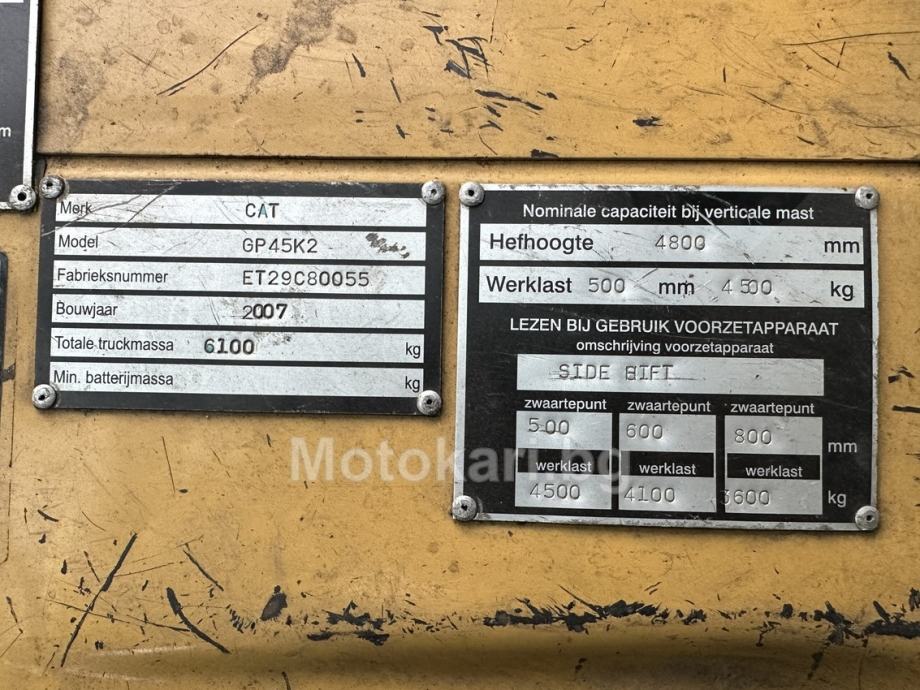 m
Merk CAT
Model GP45K2
Fabrieksnummer ET29C80055
Bouwjaar 2007
Totale truckmassa 6100 kg
Min. batterijmassa kg
Nominale capaciteit bij verticale mast
Hefhoogte 4800 mm
Werklast 500 mm 4500 kg
LEZEN BIJ GEBRUIK VOORZETAPPARAAT
omschrijving voorzetapparaat
SIDE SIFT
zwaartepunt zwaartepunt zwaartepunt
500 600 800 mm
werklast werklast werklast
4500 4100 3600 kg
Motokari.bg